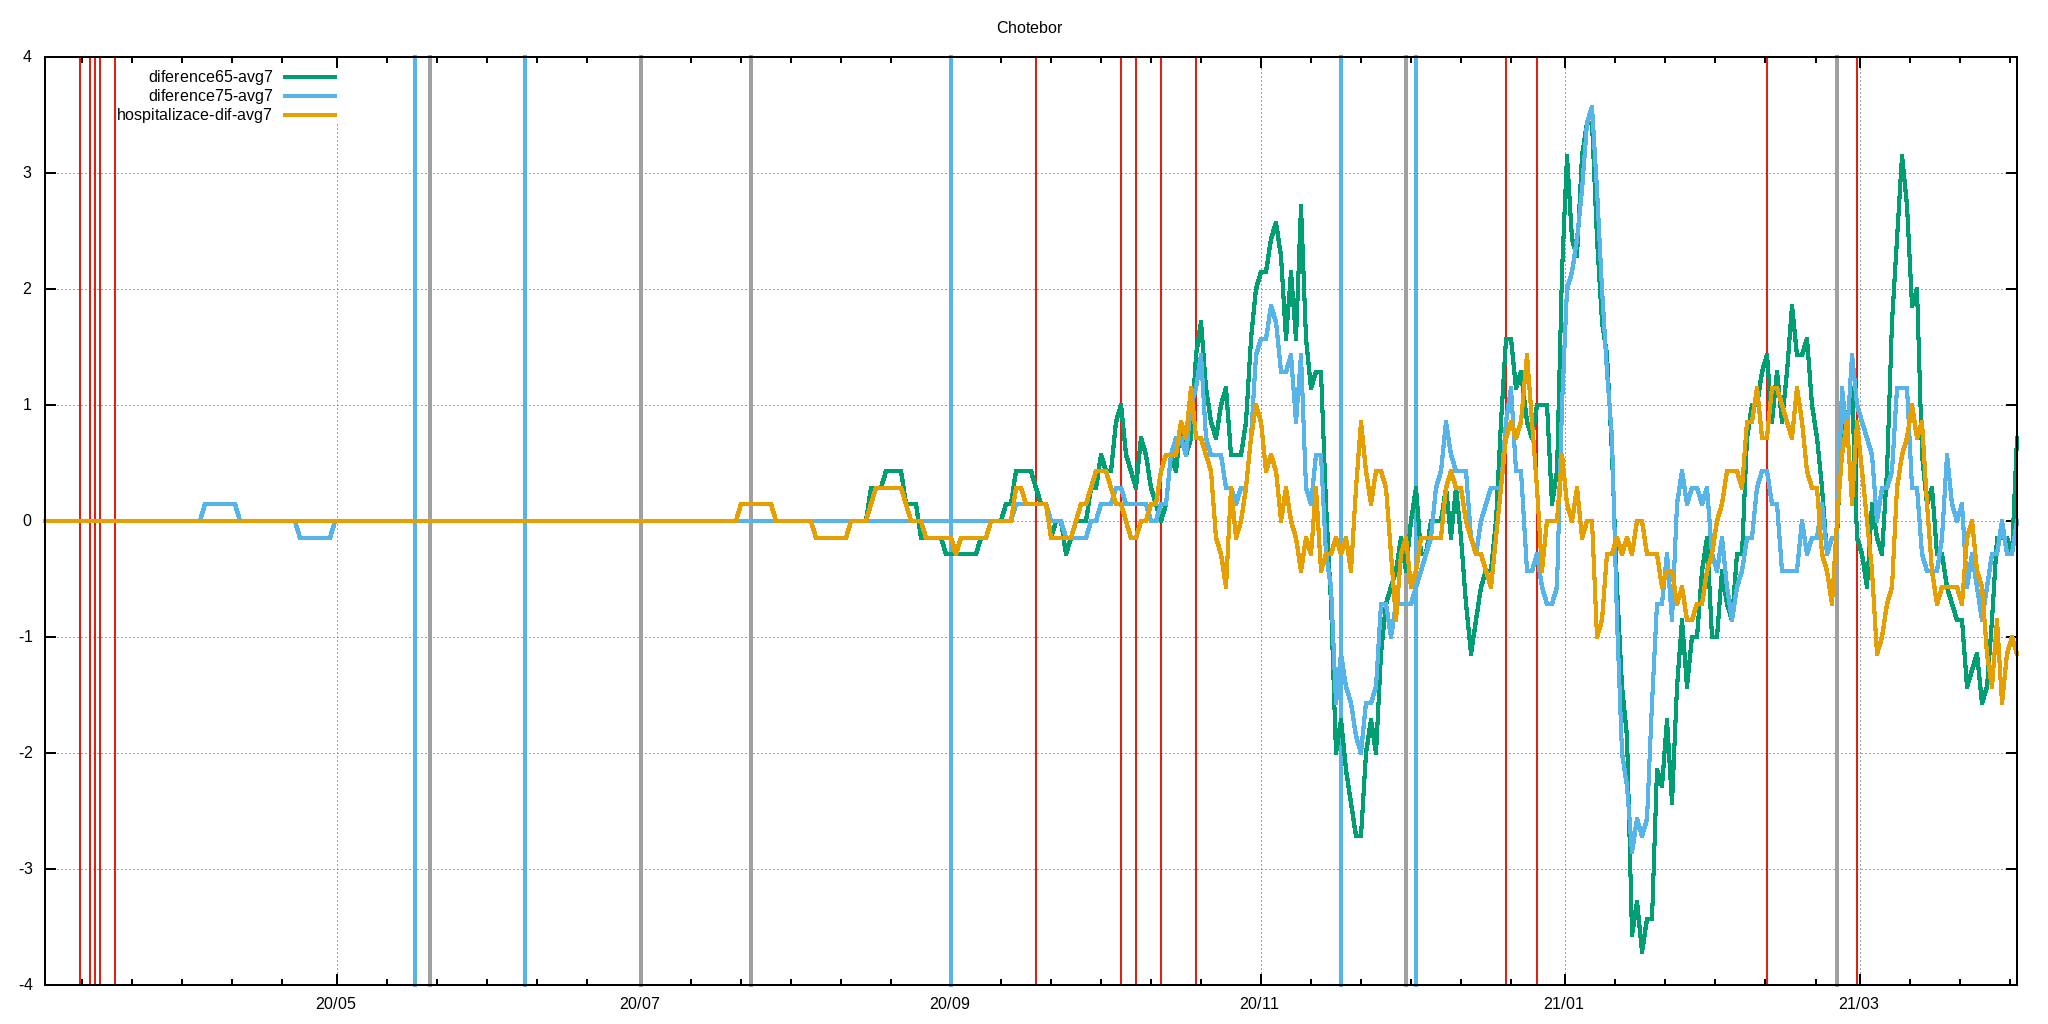 Chotebor
diference65-avg7
diference75-avg7
hospitalizace-dif-avg7
4
3
2
1
0
-1
-2
-3
-4
20/05 20/07 20/09 20/11 21/01 21/03